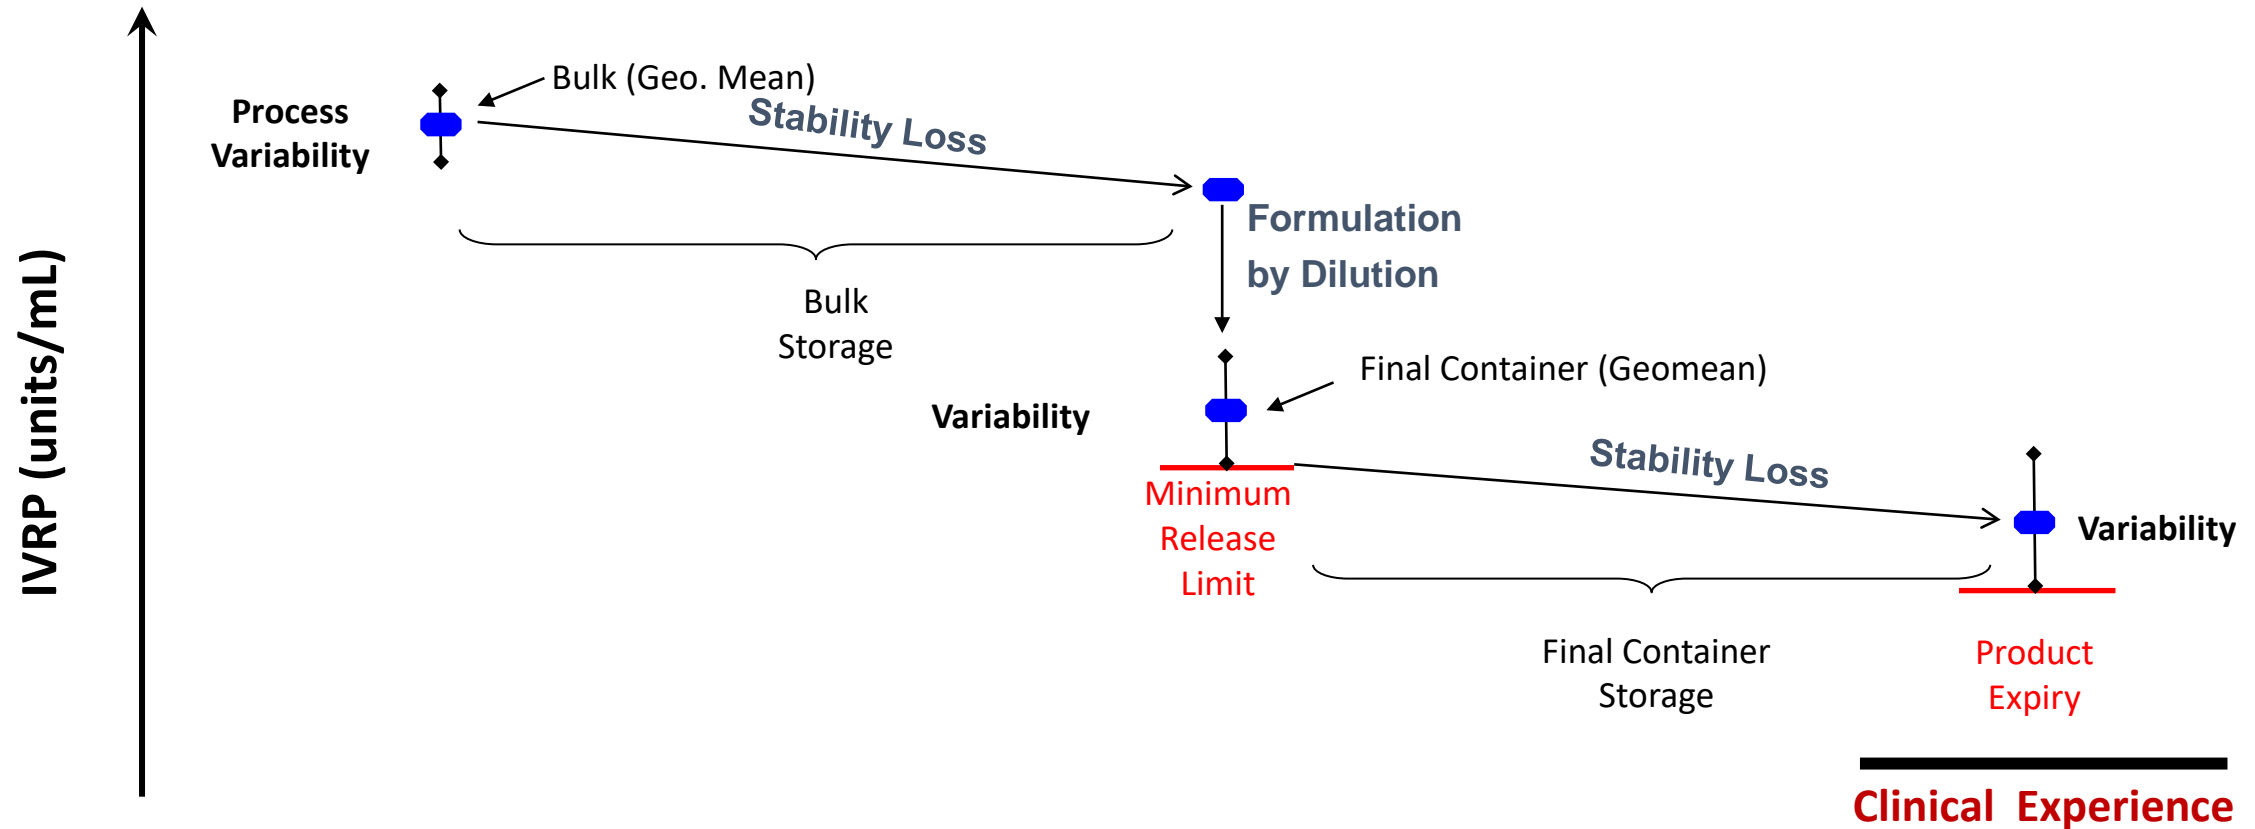 IVRP (units/mL)
Process
Variability
Bulk (Geo. Mean)
Stability Loss
Bulk
Storage
Formulation
by Dilution
Variability
Final Container (Geomean)
Minimum
Release
Limit
Stability Loss
Variability
Final Container
Storage
Product
Expiry
Clinical Experience